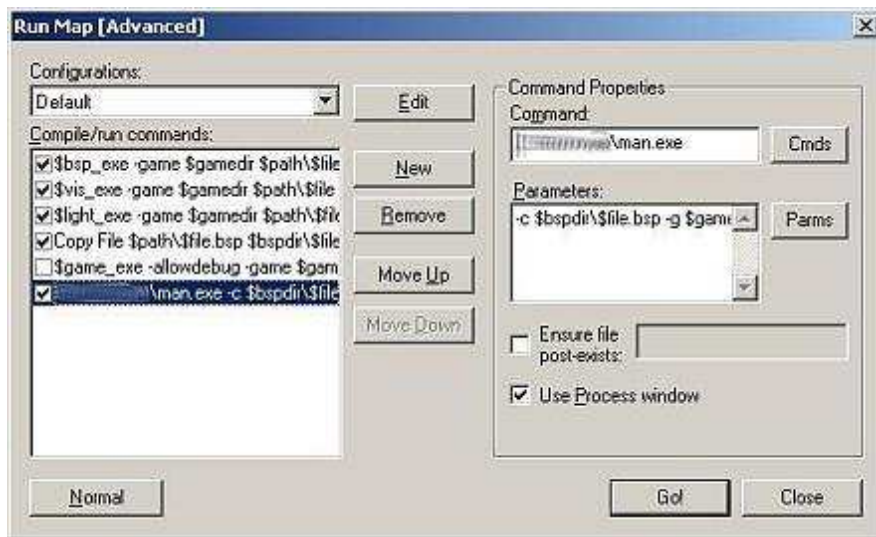 Run Map [Advanced]
Configurations:
Default
Edit
Compile/run commands:
$bsp_exe -game $gamedir $path\$file
$vis_exe -game $gamedir $path\$file
$light_exe -game $gamedir $path\$file
Copy File $path\$file.bsp $bspdir\$file
$game_exe -allowdebug -game $gam
\man.exe -c $bspdir\$file
New
Remove
Move Up
Move Down
Command Properties
Command:
\man.exe
Cmds
Parameters:
-c $bspdir\$file.bsp -g $game
Parms
Ensure file
post-exists:
Use Process window
Normal
Go!
Close